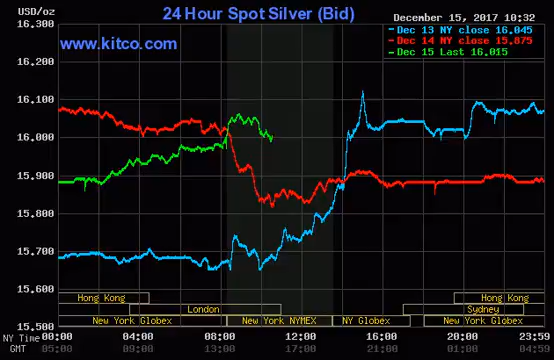 USD/oz
24 Hour Spot Silver (Bid)
December 15, 2017 10:32
www.kitco.com
Dec 13 NY close 16.045
Dec 14 NY close 15.875
Dec 15 Last 16.015
16.300
16.200
16,100
16,000
15.900
15,800
15.700
15,600
15,500
Hong Kong
Hong Kong
London
Sydney
New York Globex
New York NYMEX
NY Globex
New York Globex
NY Time 00:00 04:00 08:00 12:00 16:00 20:00 23:59
GMT 05:00 09:00 13:00 17:00 21:00 00:00 04:59